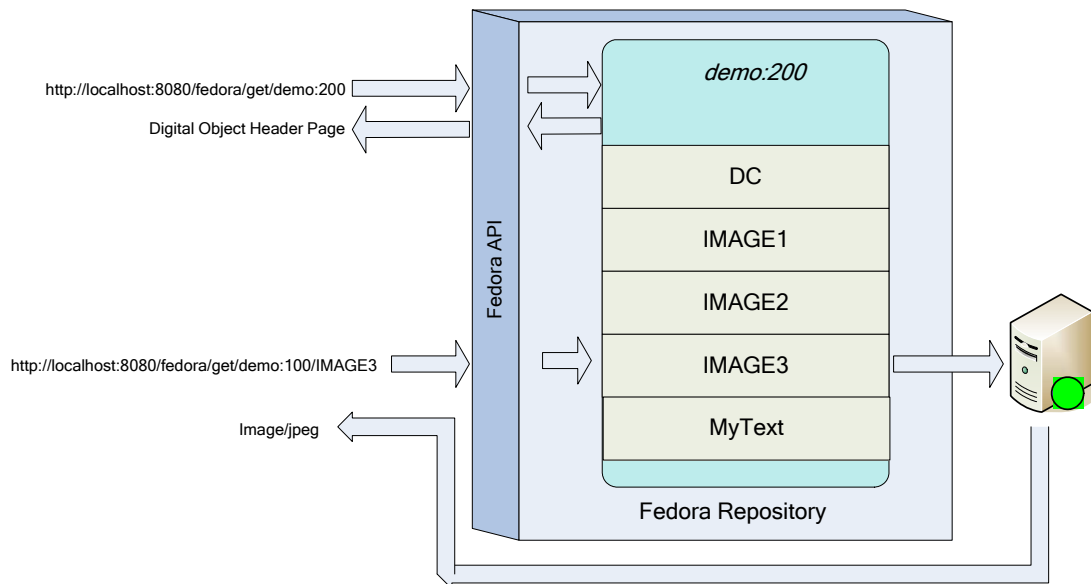 http://localhost:8080/fedora/get/demo:200
Digital Object Header Page
demo:200
DC
IMAGE1
IMAGE2
Fedora API
http://localhost:8080/fedora/get/demo:100/IMAGE3
IMAGE3
Image/jpeg
MyText
Fedora Repository